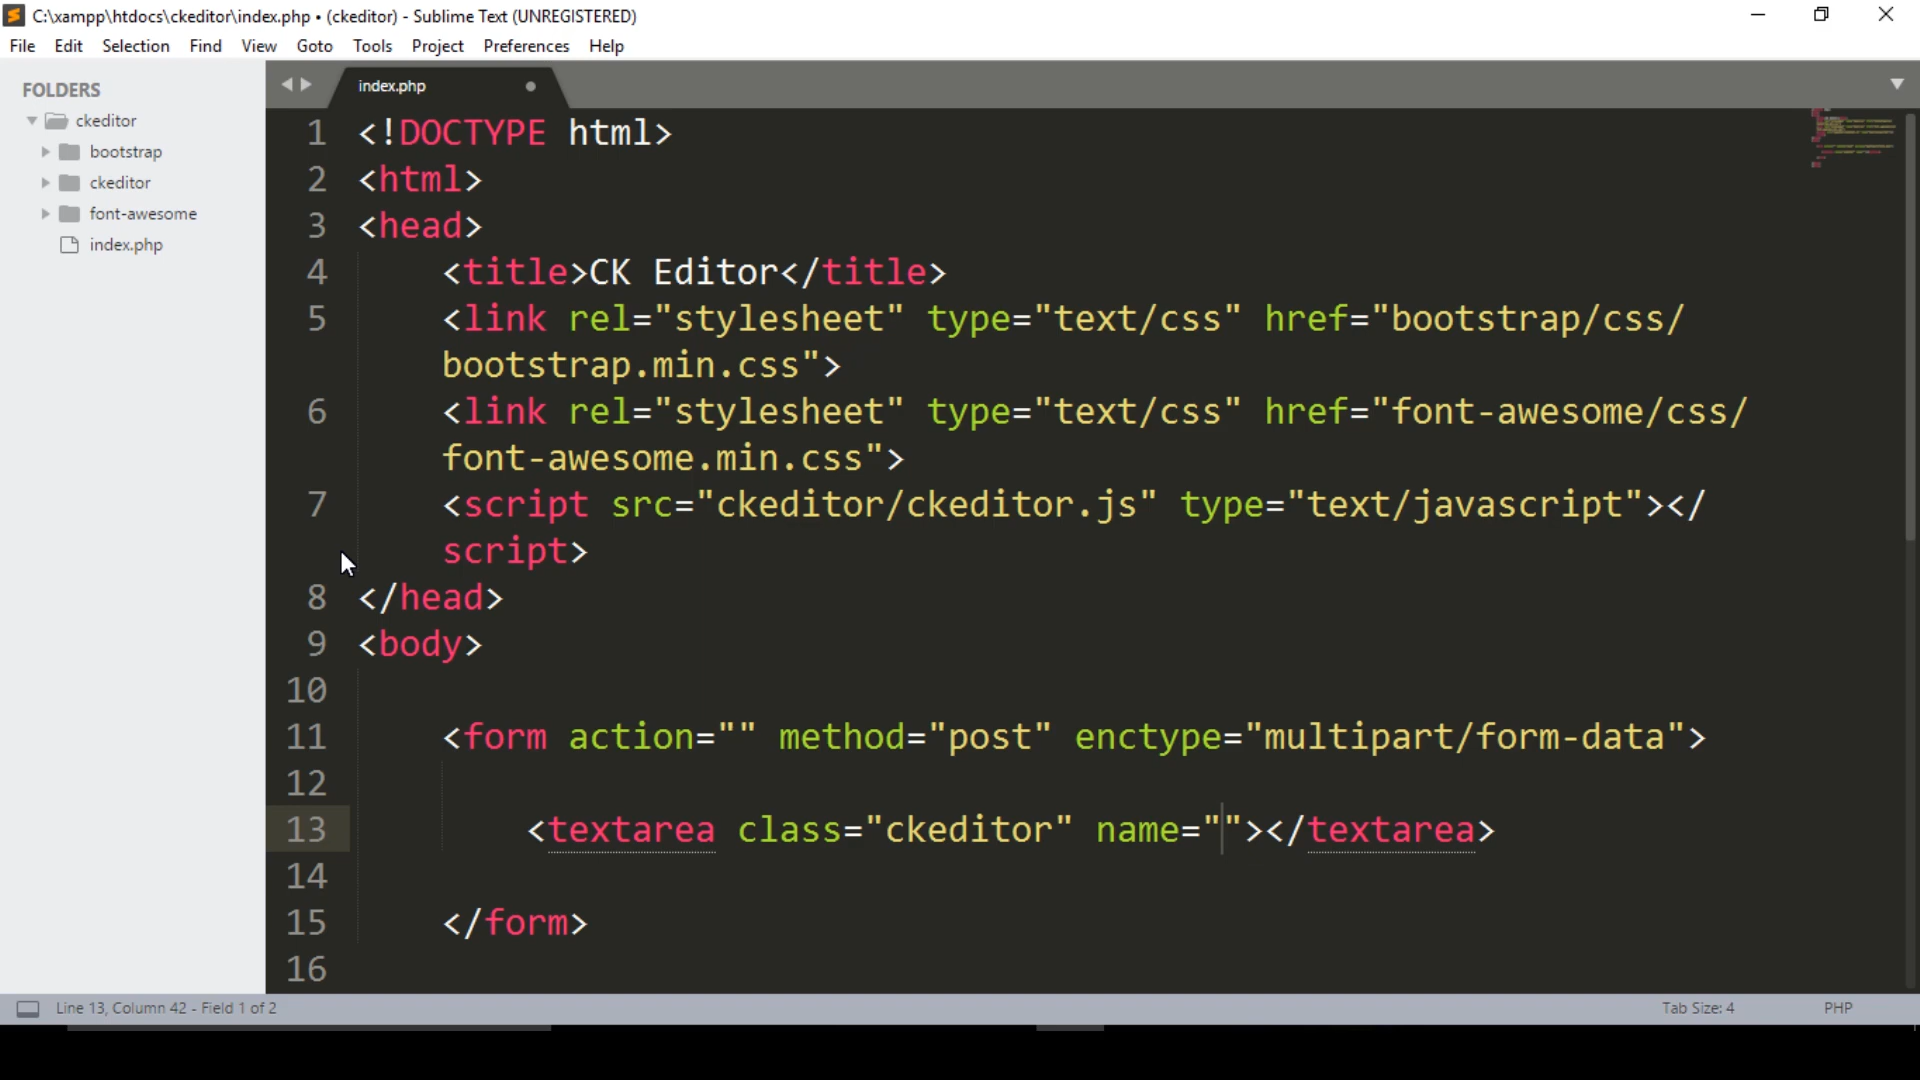 C:\xampp\htdocs\ckeditor\index.php • (ckeditor) - Sublime Text (UNREGISTERED)
File Edit Selection Find View Goto Tools Project Preferences Help
FOLDERS
ckeditor
bootstrap
ckeditor
font-awesome
index.php
index.php
1 <!DOCTYPE html>
2 <html>
3 <head>
4 <title>CK Editor</title>
5 <link rel="stylesheet" type="text/css" href="bootstrap/css/
bootstrap.min.css">
6 <link rel="stylesheet" type="text/css" href="font-awesome/css/
font-awesome.min.css">
7 <script src="ckeditor/ckeditor.js" type="text/javascript"></
script>
8 </head>
9 <body>
10
11 <form action="" method="post" enctype="multipart/form-data">
12
13 <textarea class="ckeditor" name=""></textarea>
14
15 </form>
16
Line 13, Column 42 - Field 1 of 2
Tab Size: 4
PHP